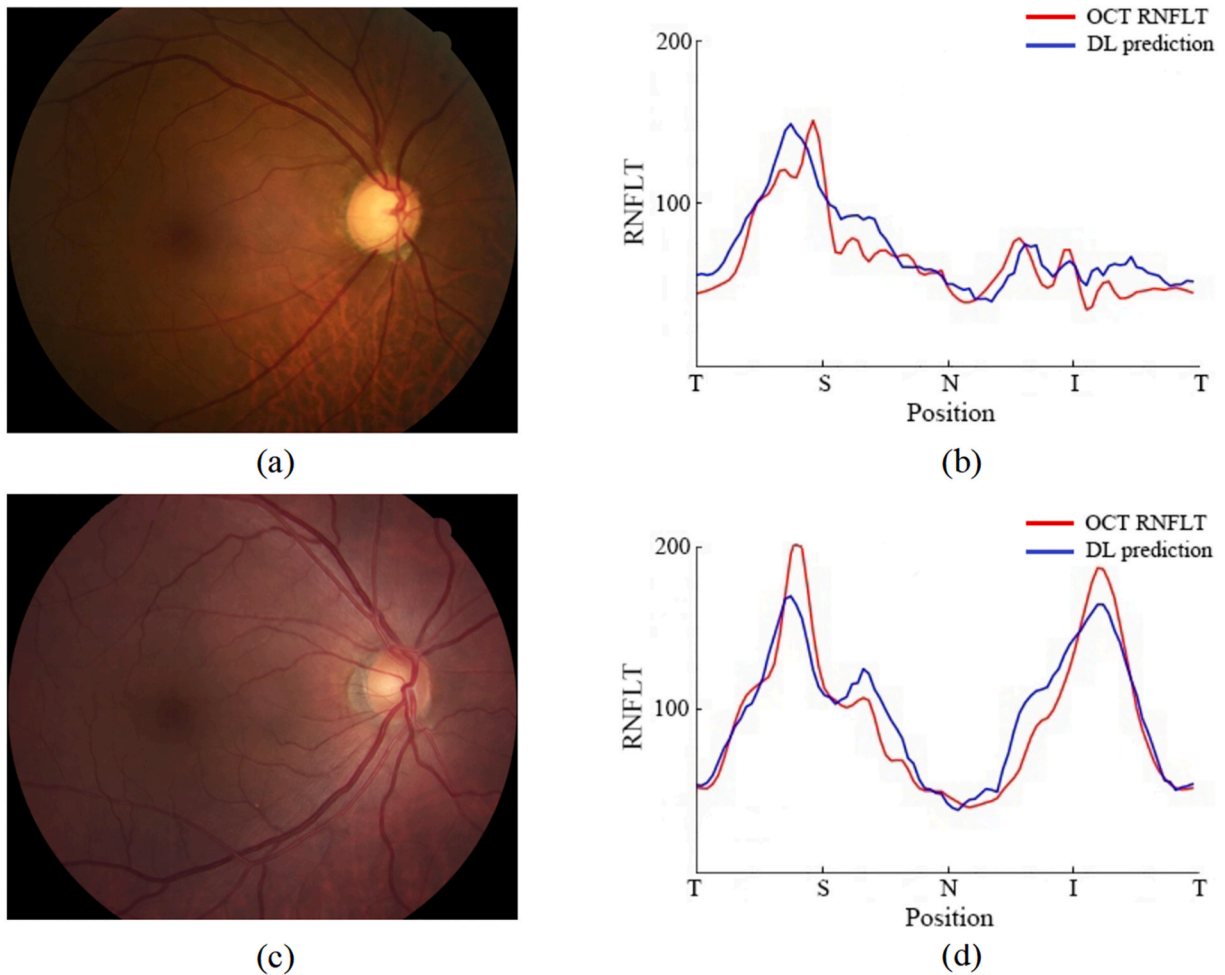 OCT RNFLT
DL prediction
200
100
RNFLT
T S N I T
Position
(a)
(b)
OCT RNFLT
DL prediction
200
100
RNFLT
T S N I T
Position
(c)
(d)